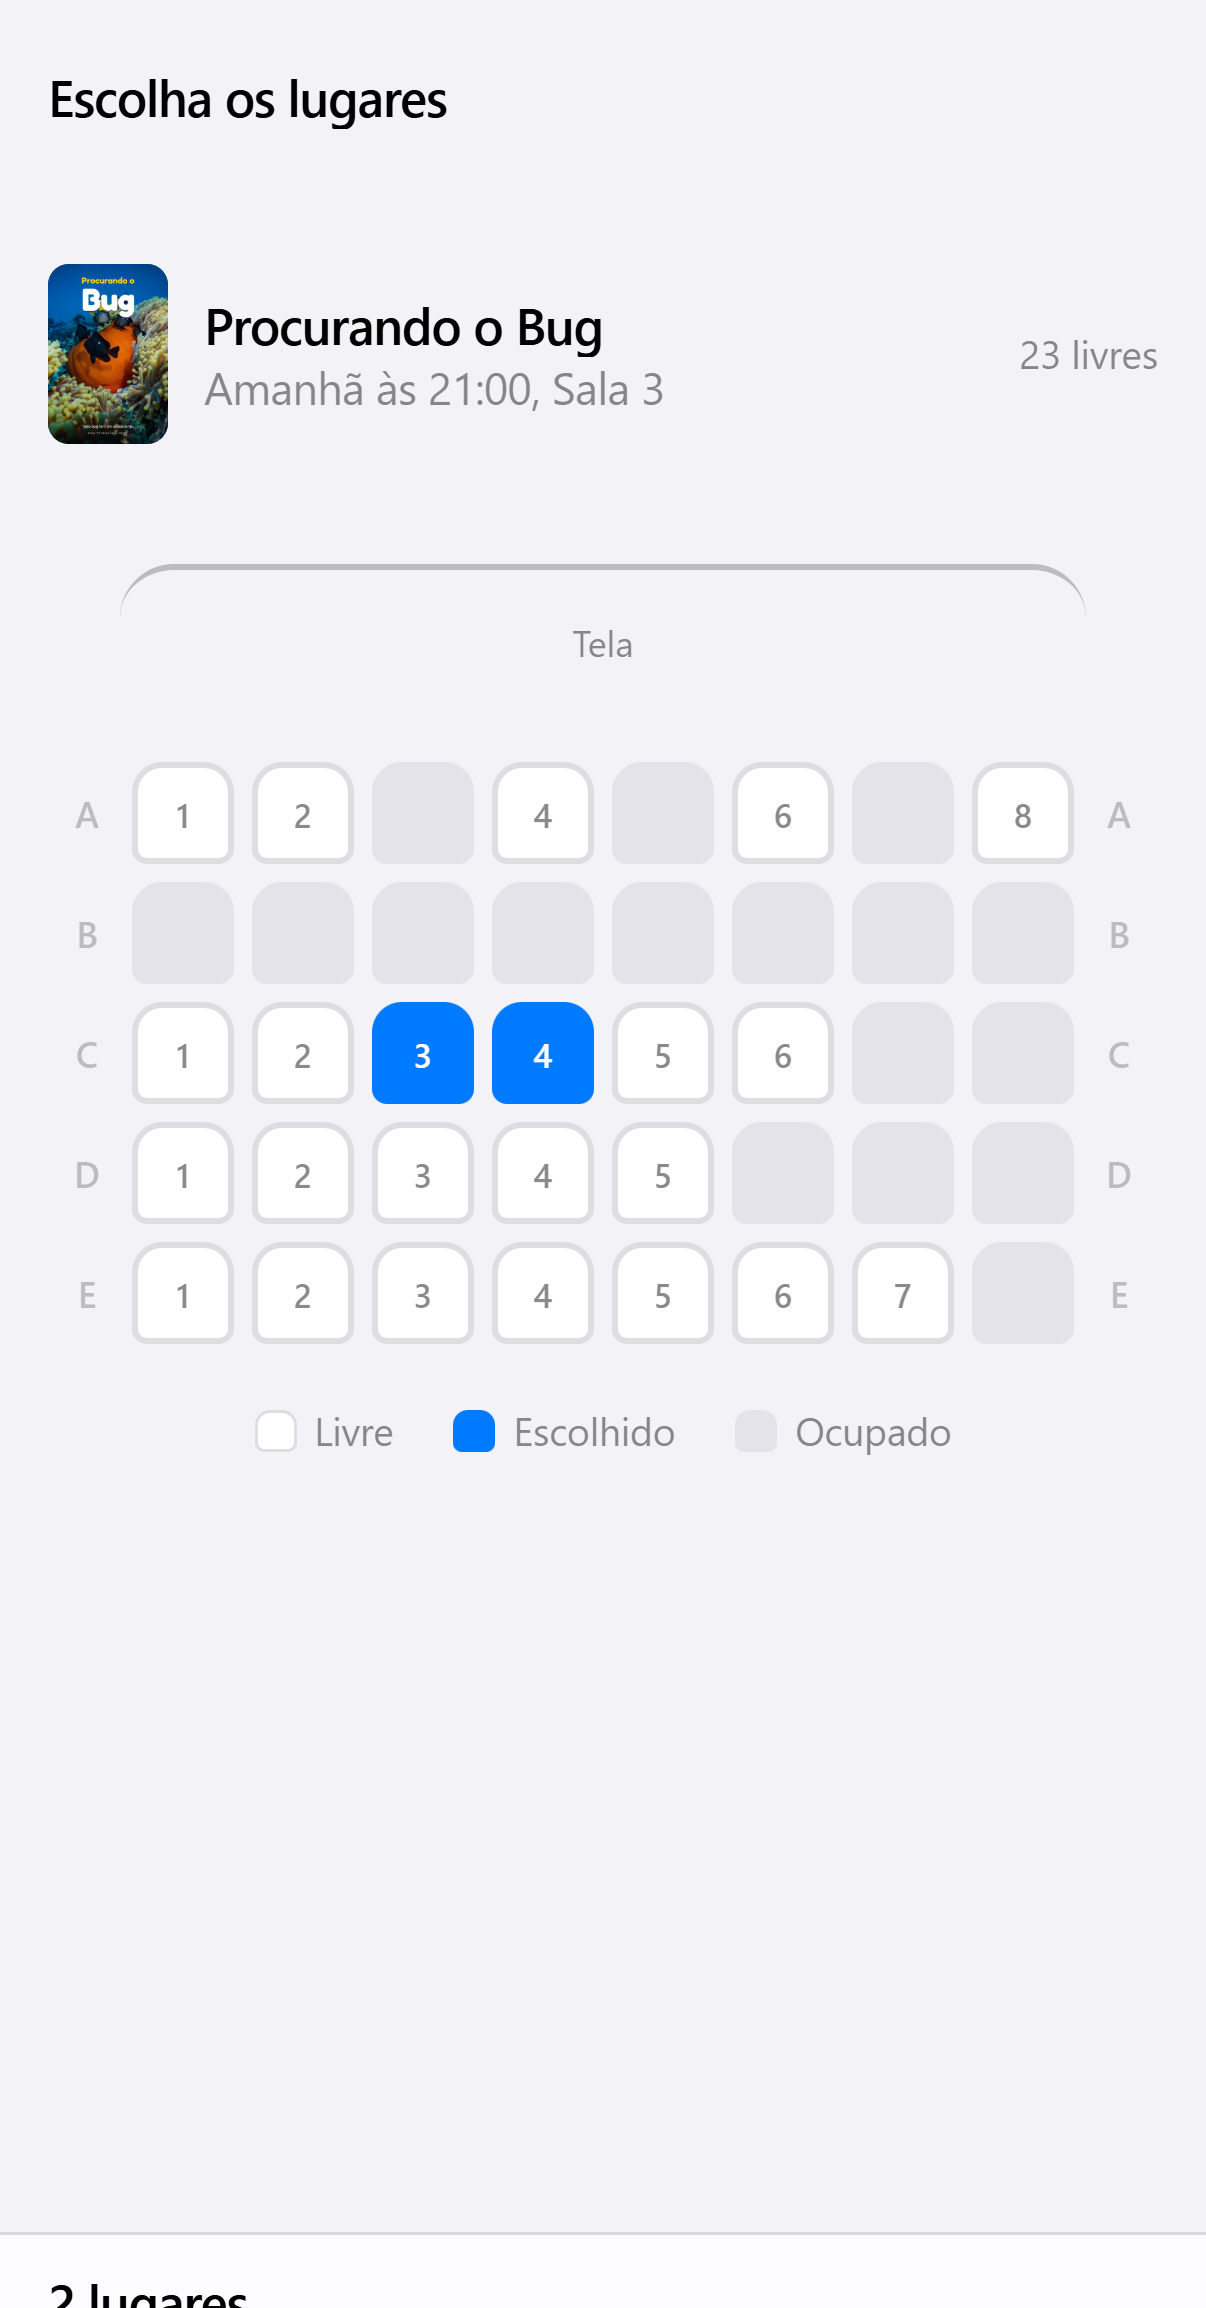 Escolha os lugares
Procurando o
Bug
Procurando o Bug
Amanhã às 21:00, Sala 3
23 livres
Tela
A 1 2 4 6 8 A
B B
C 1 2 3 4 5 6 C
D 1 2 3 4 5 D
E 1 2 3 4 5 6 7 E
Livre Escolhido Ocupado
2 lugares